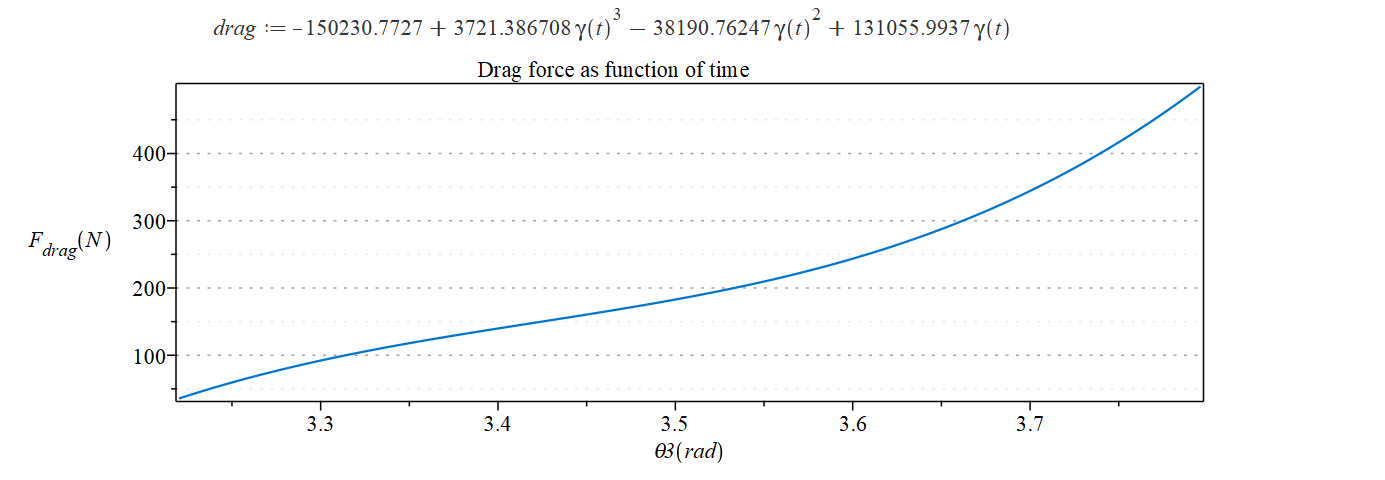 drag := −150230.7727 + 3721.386708 γ(t)³ − 38190.76247 γ(t)² + 131055.9937 γ(t)
Drag force as function of time
400
300
F_drag(N)
200
100
3.3 3.4 3.5 3.6 3.7
θ3(rad)